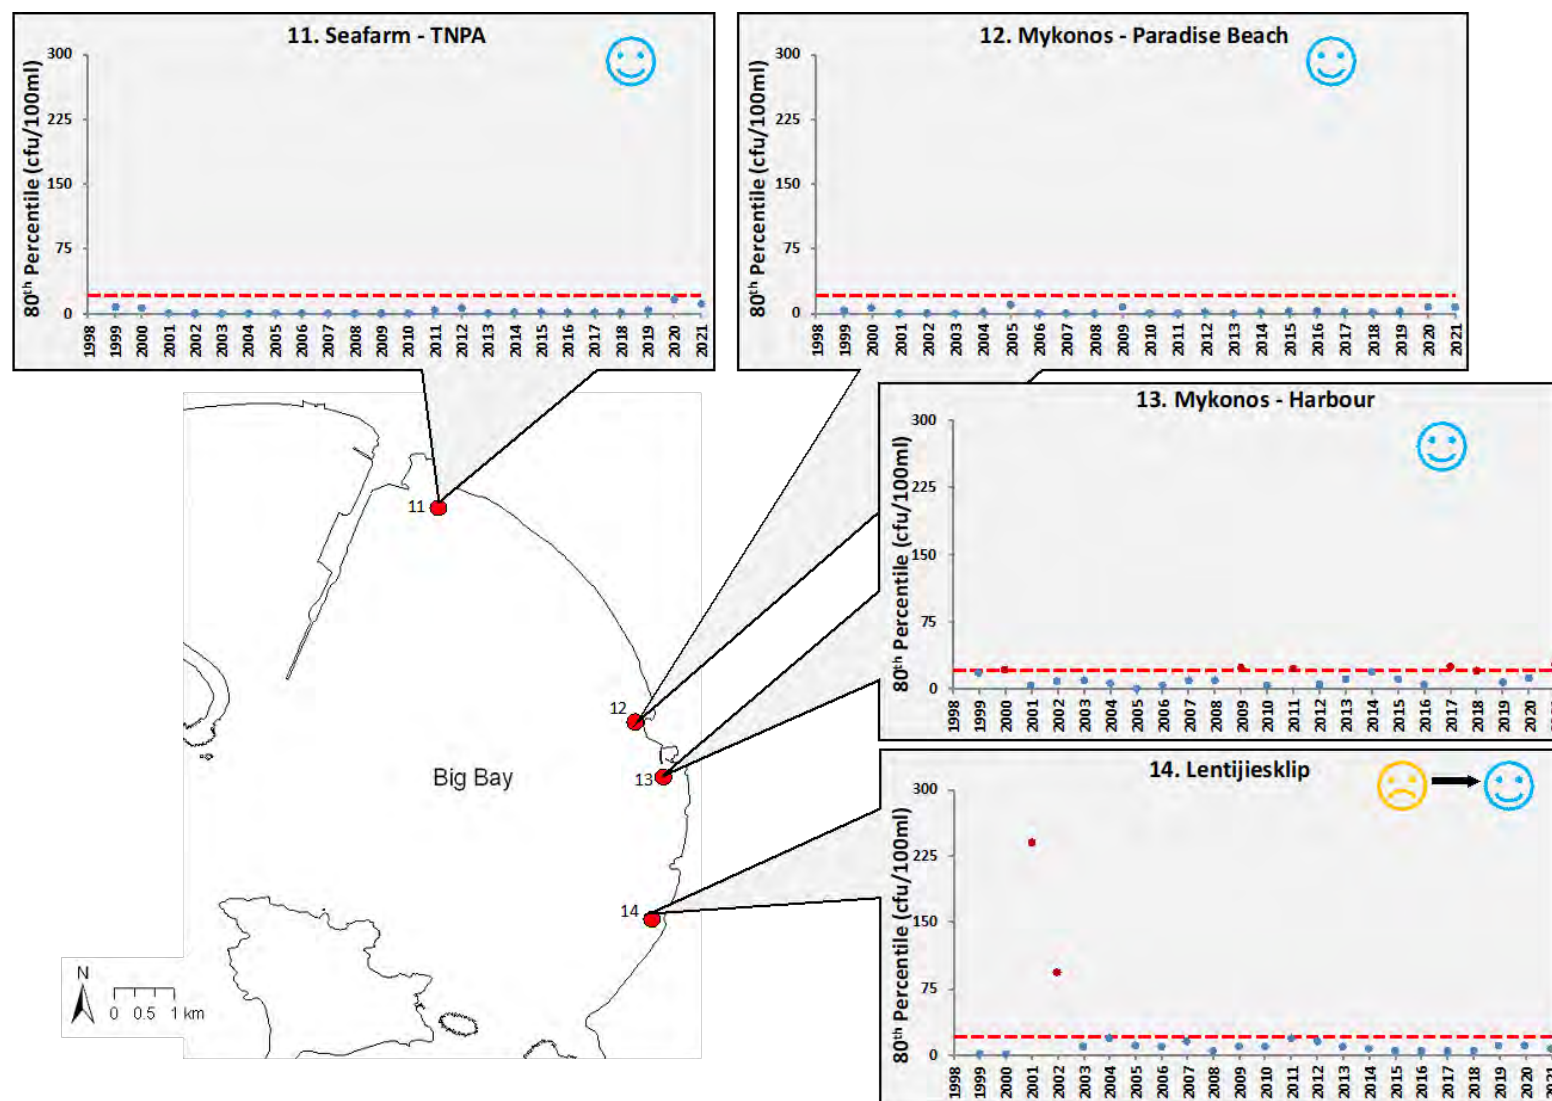 11. Seafarm - TNPA
80th Percentile (cfu/100ml)
300
225
150
75
0
1998 1999 2000 2001 2002 2003 2004 2005 2006 2007 2008 2009 2010 2011 2012 2013 2014 2015 2016 2017 2018 2019 2020 2021
12. Mykonos - Paradise Beach
80th Percentile (cfu/100ml)
300
225
150
75
0
1998 1999 2000 2001 2002 2003 2004 2005 2006 2007 2008 2009 2010 2011 2012 2013 2014 2015 2016 2017 2018 2019 2020 2021
13. Mykonos - Harbour
80th Percentile (cfu/100ml)
300
225
150
75
0
1998 1999 2000 2001 2002 2003 2004 2005 2006 2007 2008 2009 2010 2011 2012 2013 2014 2015 2016 2017 2018 2019 2020
14. Lentijiesklip
80th Percentile (cfu/100ml)
300
225
150
75
0
1998 1999 2000 2001 2002 2003 2004 2005 2006 2007 2008 2009 2010 2011 2012 2013 2014 2015 2016 2017 2018 2019 2020 2021
11
12
13
14
Big Bay
N
0 0.5 1 km